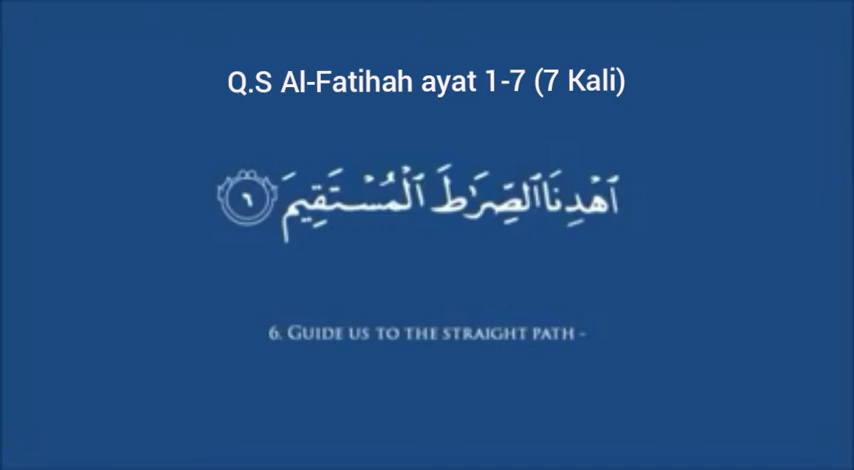 Q.S Al-Fatihah ayat 1-7 (7 Kali)
ٱهْدِنَا ٱلصِّرَٰطَ ٱلْمُسْتَقِيمَ ٦
6. Guide us to the straight path -